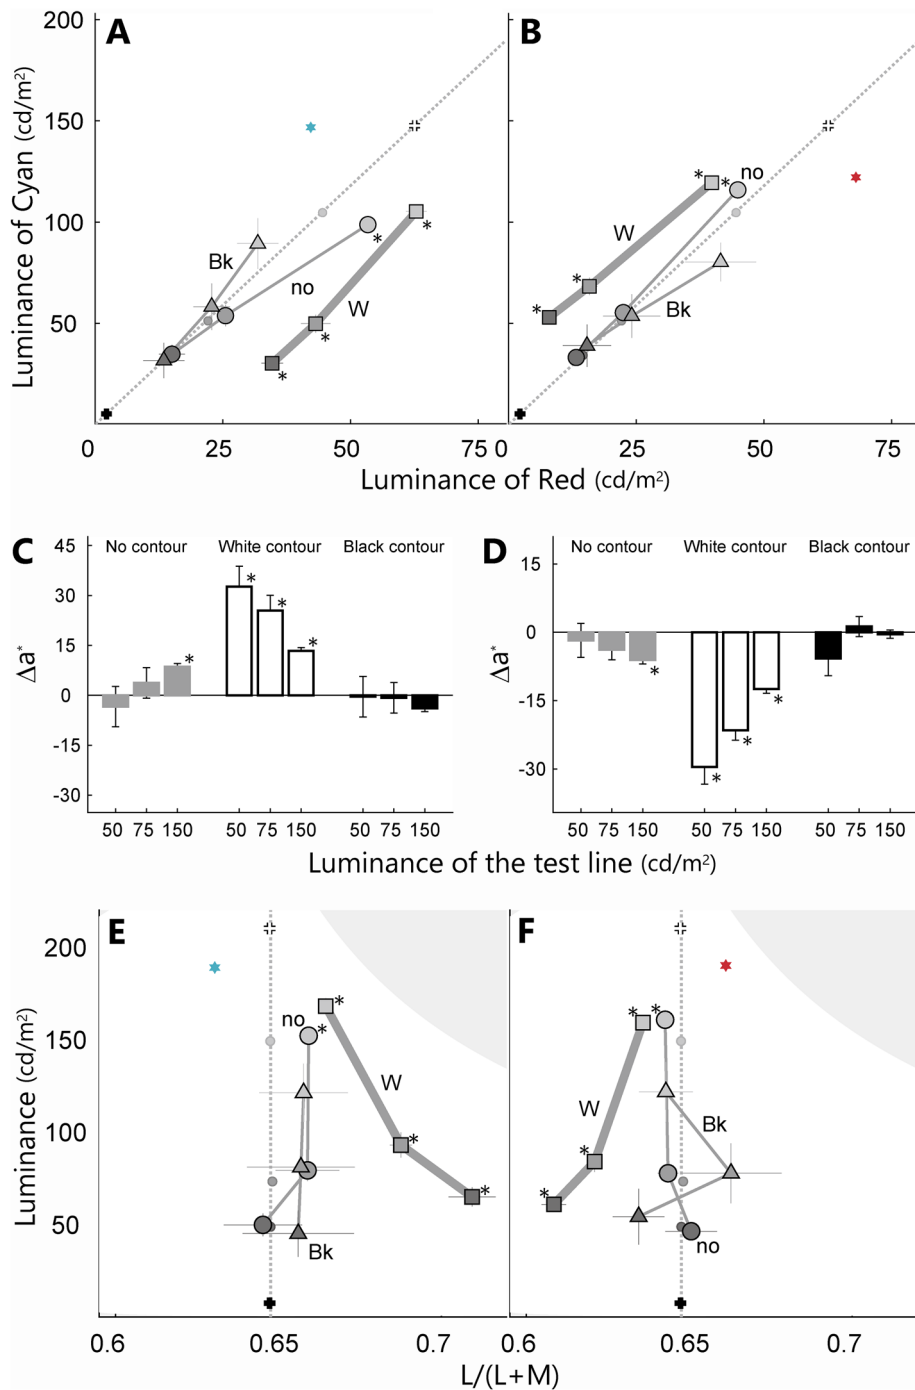 A
B
200
150
100
50
Luminance of Cyan (cd/m²)
Bk
no
W
*
*
*
*
no
W
Bk
*
*
*
*
0
25
50
75
0
25
50
75
Luminance of Red (cd/m²)
C
No contour
White contour
Black contour
45
30
15
0
-15
-30
Δa*
*
*
*
*
50
75
150
50
75
150
50
75
150
D
No contour
White contour
Black contour
15
0
-15
-30
Δa*
*
*
*
*
50
75
150
50
75
150
50
75
150
Luminance of the test line (cd/m²)
E
F
200
150
100
50
Luminance (cd/m²)
no
W
Bk
*
*
*
*
W
Bk
no
*
*
*
*
0.6
0.65
0.7
0.6
0.65
0.7
L/(L+M)